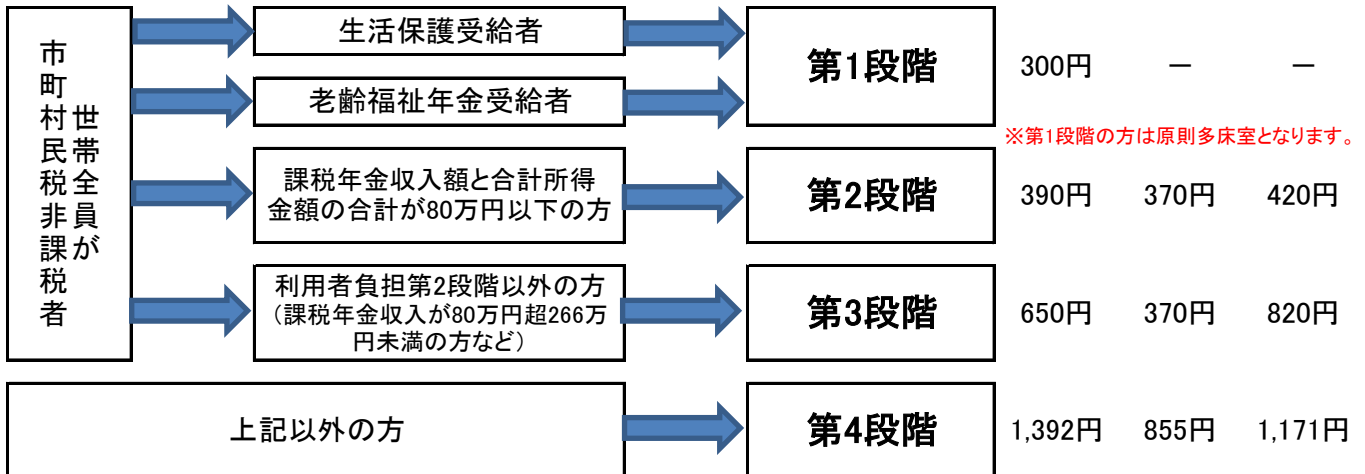 世帯全員が
市町村民税非課税者
生活保護受給者
第1段階
300円 － －
老齢福祉年金受給者
※第1段階の方は原則多床室となります。
課税年金収入額と合計所得
金額の合計が80万円以下の方
第2段階
390円 370円 420円
利用者負担第2段階以外の方
（課税年金収入が80万円超266万
円未満の方など）
第3段階
650円 370円 820円
上記以外の方
第4段階
1,392円 855円 1,171円